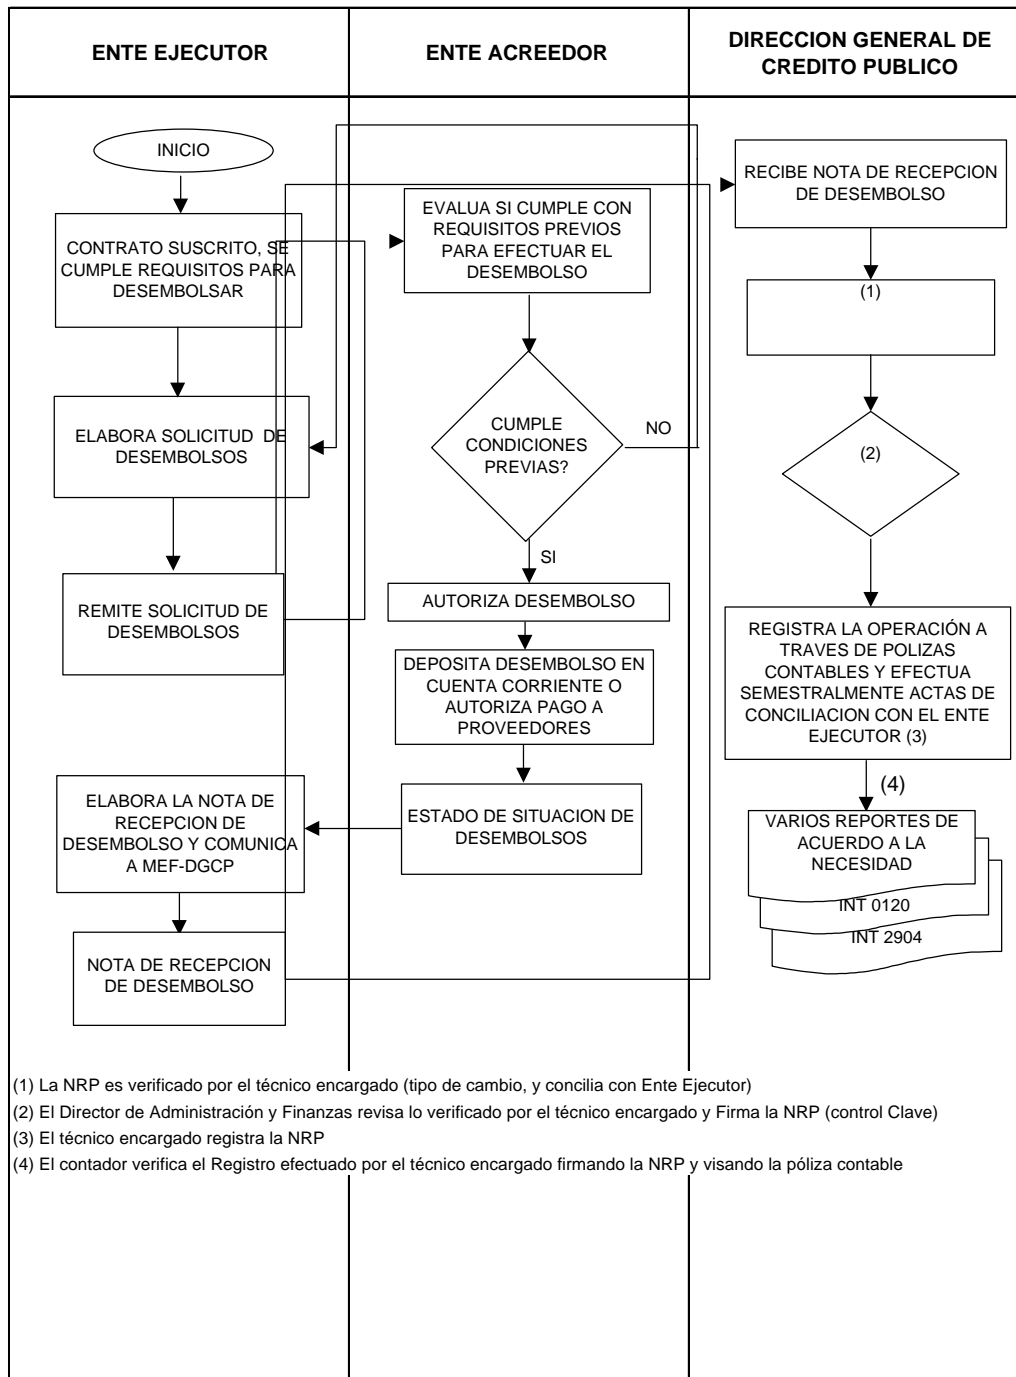 ENTE EJECUTOR
ENTE ACREEDOR
DIRECCION GENERAL DE
CREDITO PUBLICO
INICIO
CONTRATO SUSCRITO, SE
CUMPLE REQUISITOS PARA
DESEMBOLSAR
ELABORA SOLICITUD DE
DESEMBOLSOS
REMITE SOLICITUD DE
DESEMBOLSOS
ELABORA LA NOTA DE
RECEPCION DE
DESEMBOLSO Y COMUNICA
A MEF-DGCP
NOTA DE RECEPCION
DE DESEMBOLSO
EVALUA SI CUMPLE CON
REQUISITOS PREVIOS
PARA EFECTUAR EL
DESEMBOLSO
CUMPLE
CONDICIONES
PREVIAS?
NO
SI
AUTORIZA DESEMBOLSO
DEPOSITA DESEMBOLSO EN
CUENTA CORRIENTE O
AUTORIZA PAGO A
PROVEEDORES
ESTADO DE SITUACION DE
DESEMBOLSOS
RECIBE NOTA DE RECEPCION
DE DESEMBOLSO
(1)
(2)
REGISTRA LA OPERACIÓN A
TRAVES DE POLIZAS
CONTABLES Y EFECTUA
SEMESTRALMENTE ACTAS DE
CONCILIACION CON EL ENTE
EJECUTOR (3)
(4)
VARIOS REPORTES DE
ACUERDO A LA
NECESIDAD
INT 0120
INT 2904
(1) La NRP es verificado por el técnico encargado (tipo de cambio, y concilia con Ente Ejecutor)
(2) El Director de Administración y Finanzas revisa lo verificado por el técnico encargado y Firma la NRP (control Clave)
(3) El técnico encargado registra la NRP
(4) El contador verifica el Registro efectuado por el técnico encargado firmando la NRP y visando la póliza contable